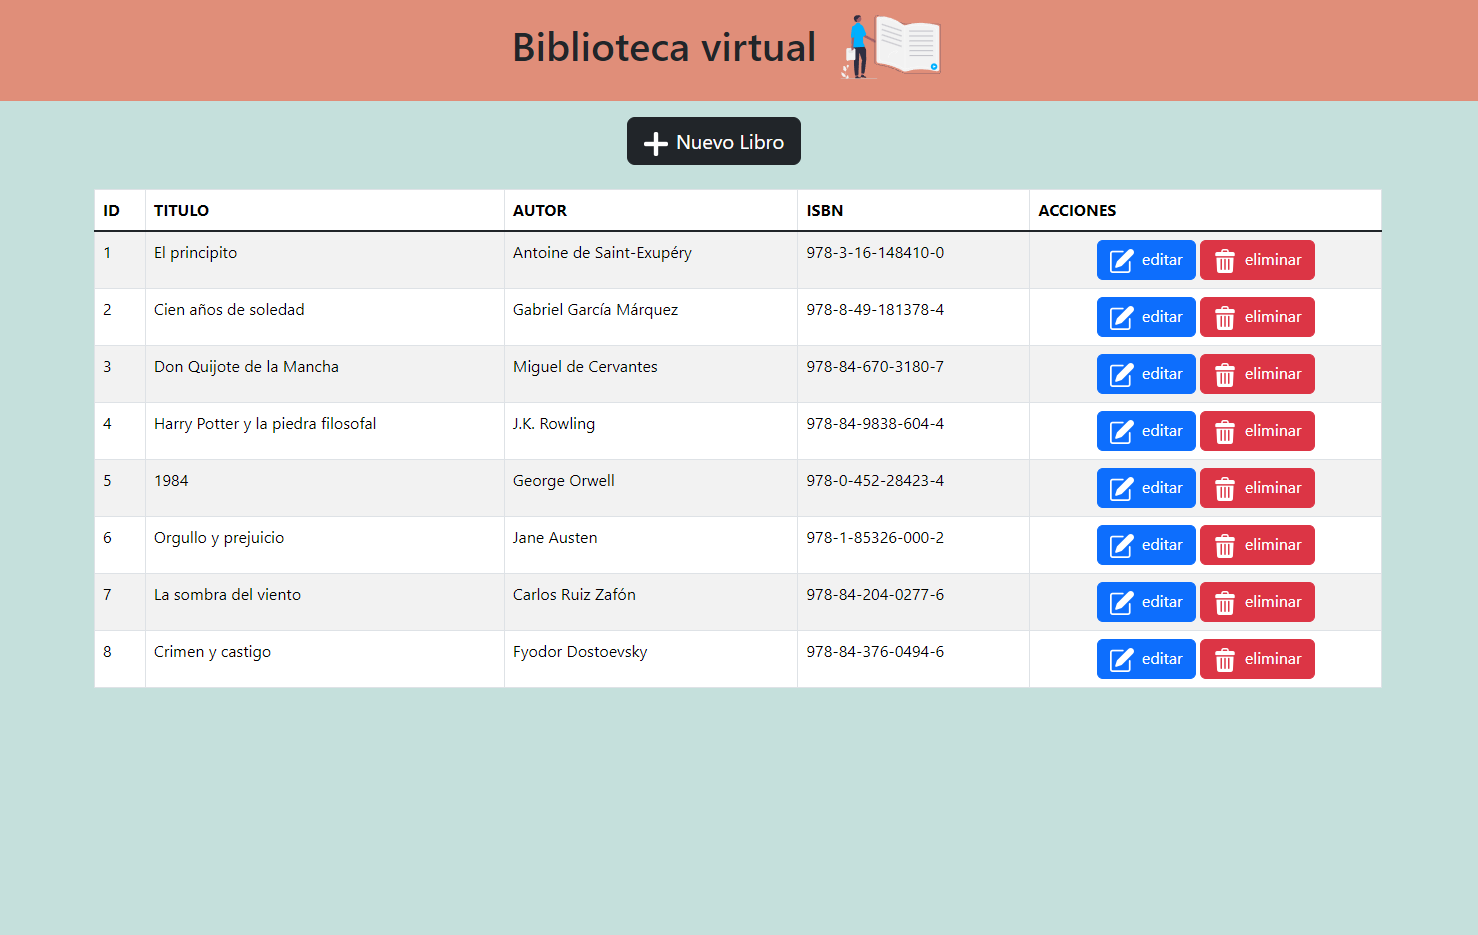 Biblioteca virtual
Nuevo Libro
ID TITULO AUTOR ISBN ACCIONES
1 El principito Antoine de Saint-Exupéry 978-3-16-148410-0 editar eliminar
2 Cien años de soledad Gabriel García Márquez 978-8-49-181378-4 editar eliminar
3 Don Quijote de la Mancha Miguel de Cervantes 978-84-670-3180-7 editar eliminar
4 Harry Potter y la piedra filosofal J.K. Rowling 978-84-9838-604-4 editar eliminar
5 1984 George Orwell 978-0-452-28423-4 editar eliminar
6 Orgullo y prejuicio Jane Austen 978-1-85326-000-2 editar eliminar
7 La sombra del viento Carlos Ruiz Zafón 978-84-204-0277-6 editar eliminar
8 Crimen y castigo Fyodor Dostoevsky 978-84-376-0494-6 editar eliminar